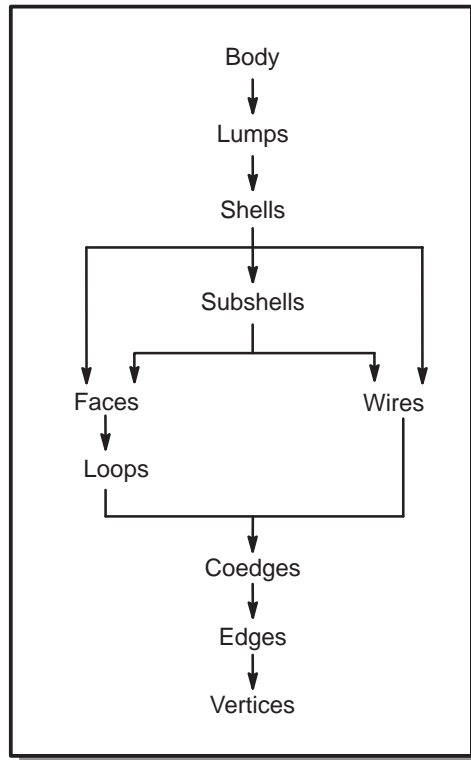 Body
Lumps
Shells
Subshells
Faces
Wires
Loops
Coedges
Edges
Vertices